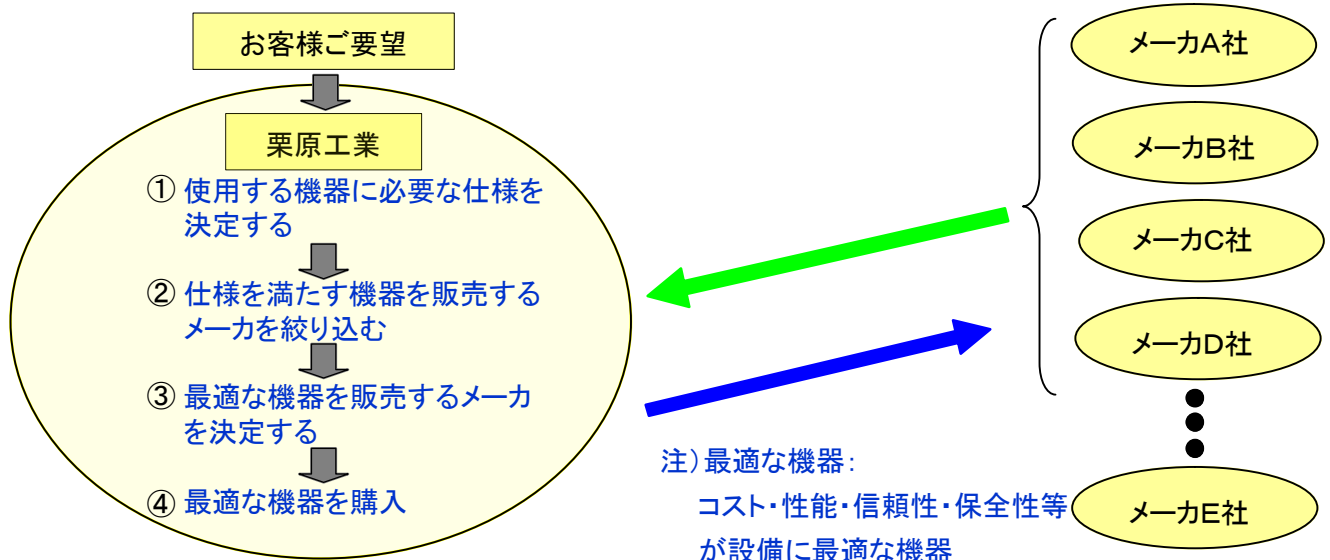 お客様ご要望
栗原工業
① 使用する機器に必要な仕様を
決定する
② 仕様を満たす機器を販売する
メーカを絞り込む
③ 最適な機器を販売するメーカ
を決定する
④ 最適な機器を購入
メーカA社
メーカB社
メーカC社
メーカD社
メーカE社
注)最適な機器:
コスト・性能・信頼性・保全性等
が設備に最適な機器